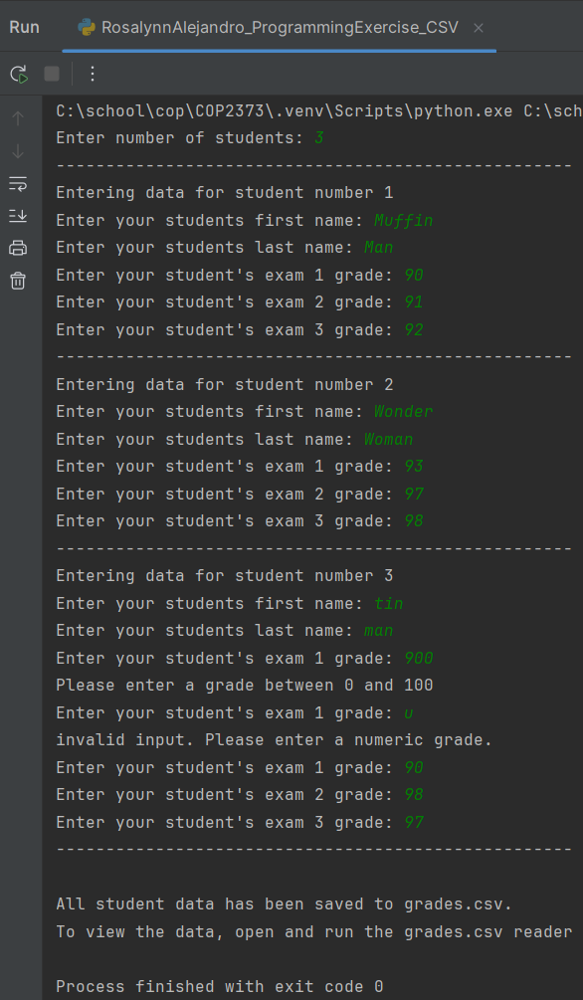 Run RosalynnAlejandro_ProgrammingExercise_CSV
C:\school\cop\COP2373\.venv\Scripts\python.exe C:\sch
Enter number of students: 3
----------------------------------------------------
Entering data for student number 1
Enter your students first name: Muffin
Enter your students last name: Man
Enter your student's exam 1 grade: 90
Enter your student's exam 2 grade: 91
Enter your student's exam 3 grade: 92
----------------------------------------------------
Entering data for student number 2
Enter your students first name: Wonder
Enter your students last name: Woman
Enter your student's exam 1 grade: 93
Enter your student's exam 2 grade: 97
Enter your student's exam 3 grade: 98
----------------------------------------------------
Entering data for student number 3
Enter your students first name: tin
Enter your students last name: man
Enter your student's exam 1 grade: 900
Please enter a grade between 0 and 100
Enter your student's exam 1 grade: u
invalid input. Please enter a numeric grade.
Enter your student's exam 1 grade: 90
Enter your student's exam 2 grade: 98
Enter your student's exam 3 grade: 97
----------------------------------------------------
All student data has been saved to grades.csv.
To view the data, open and run the grades.csv reader
Process finished with exit code 0